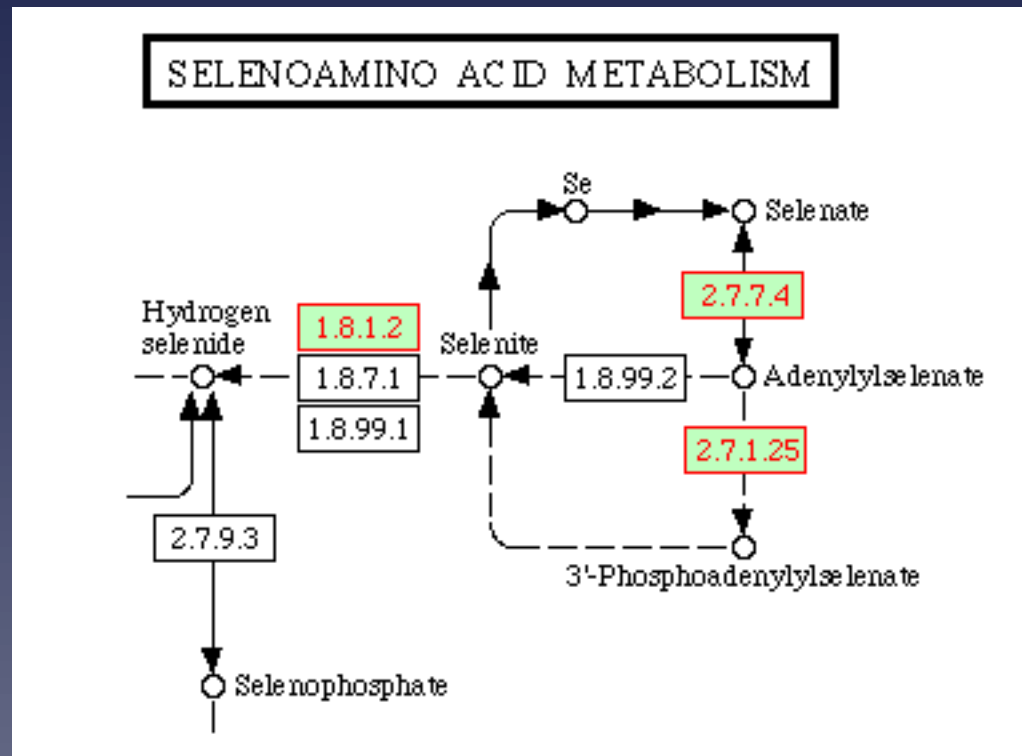 SELENOAMINO ACID METABOLISM
Se
Selenate
2.7.7.4
Hydrogen
selenide
1.8.1.2
Selenite
1.8.7.1
1.8.99.2
Adenylylselenate
1.8.99.1
2.7.1.25
2.7.9.3
3'-Phosphoadenylylselenate
Selenophosphate